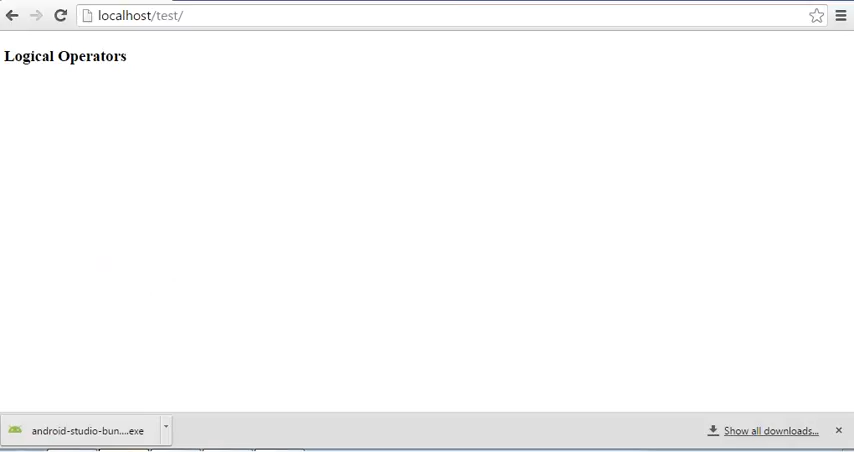 localhost/test/
Logical Operators
android-studio-bun....exe
Show all downloads...